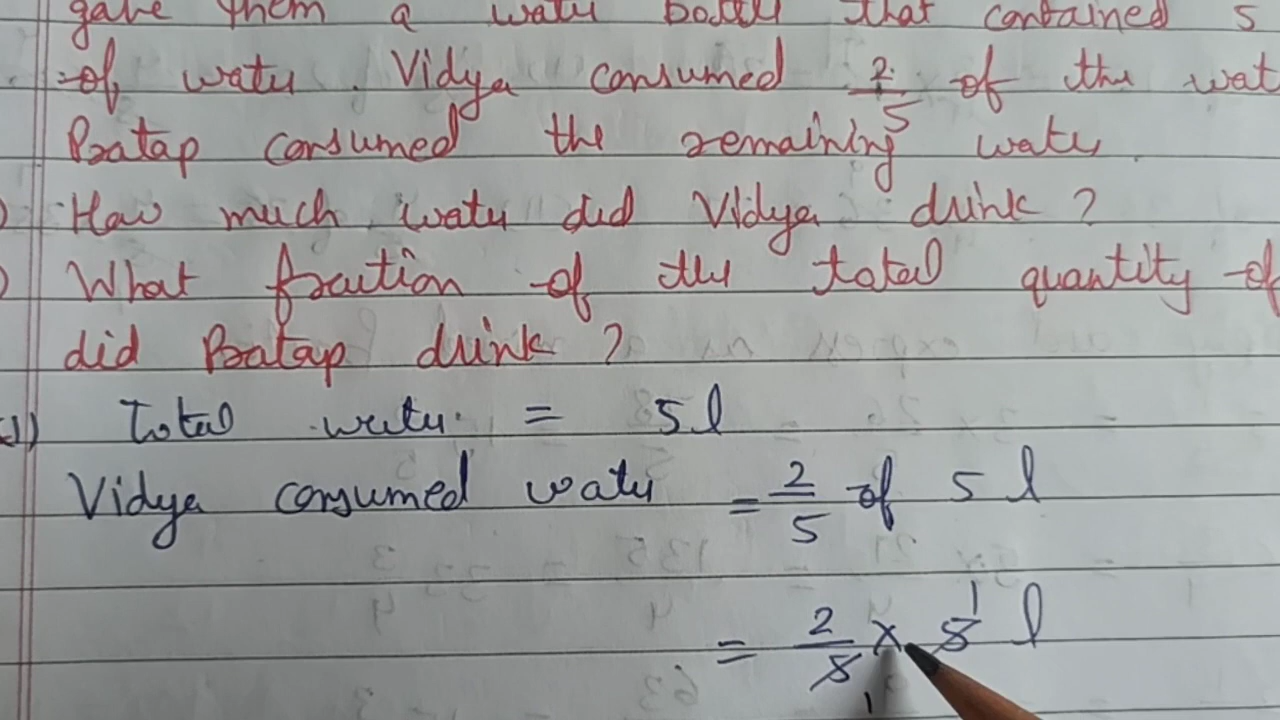 gave them a water bottle that contained 5
of water. Vidya consumed 2/5 of the wat
Pratap consumed the remaining water.
) How much water did Vidya drink?
) What fraction of the total quantity of
did Pratap drink?
1) Total water = 5 l
Vidya consumed water = 2/5 of 5 l
= 2/5 1 × 5 1 l